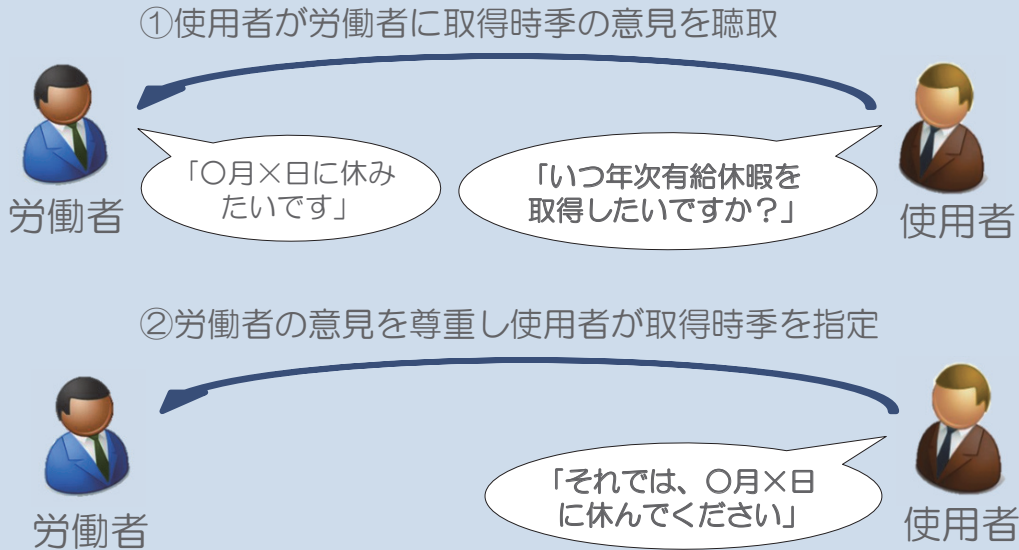 ①使用者が労働者に取得時季の意見を聴取
「〇月×日に休み
たいです」
「いつ年次有給休暇を
取得したいですか？」
労働者
使用者
②労働者の意見を尊重し使用者が取得時季を指定
「それでは、〇月×日
に休んでください」
労働者
使用者